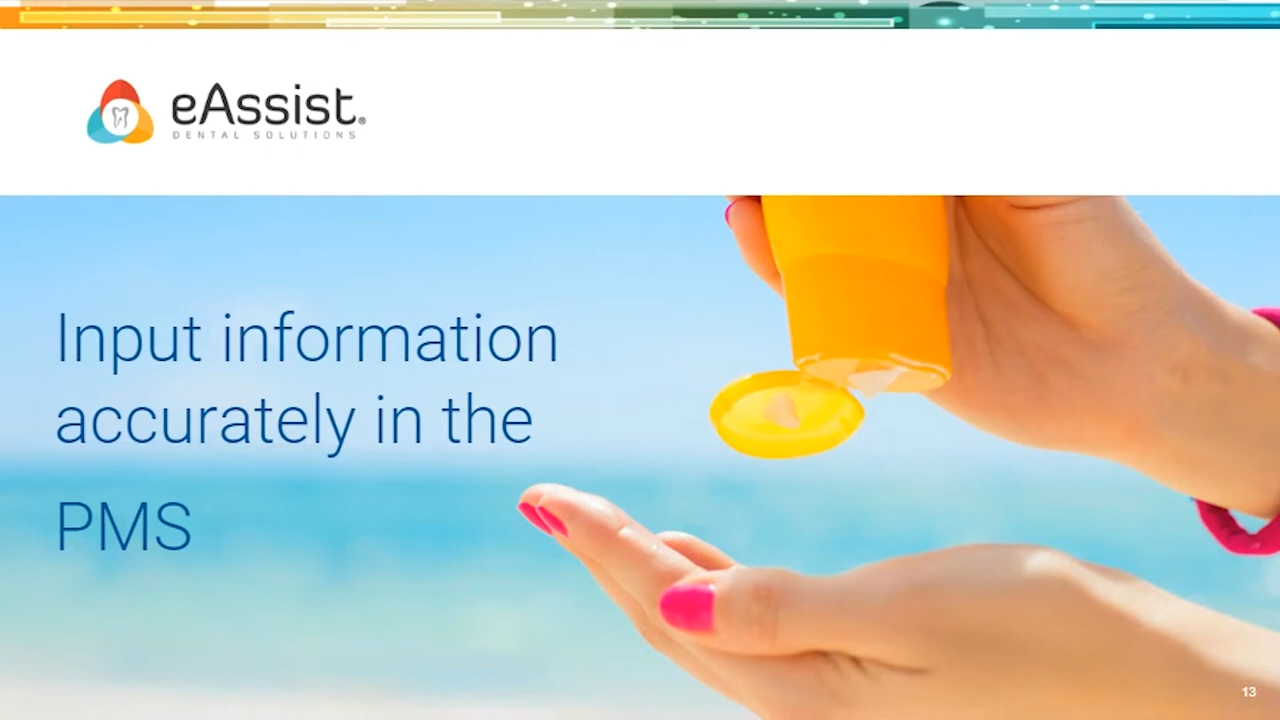 eAssist®
DENTAL SOLUTIONS
Input information
accurately in the
PMS
13